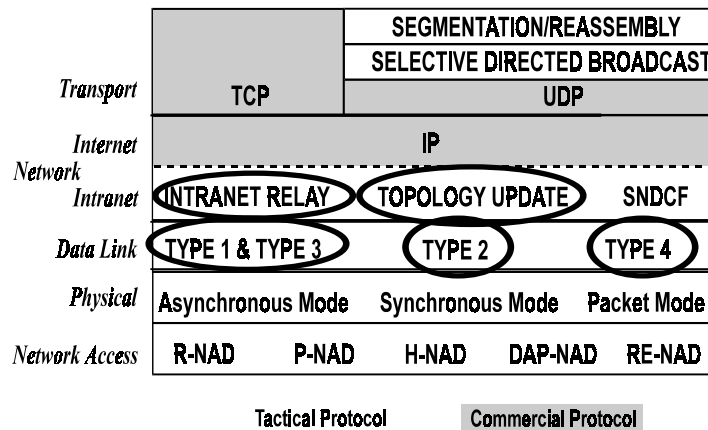 SEGMENTATION/REASSEMBLY
SELECTIVE DIRECTED BROADCAST
Transport TCP UDP
Internet IP
Network
Intranet INTRANET RELAY TOPOLOGY UPDATE SNDCF
Data Link TYPE 1 & TYPE 3 TYPE 2 TYPE 4
Physical Asynchronous Mode Synchronous Mode Packet Mode
Network Access R-NAD P-NAD H-NAD DAP-NAD RE-NAD
Tactical Protocol Commercial Protocol